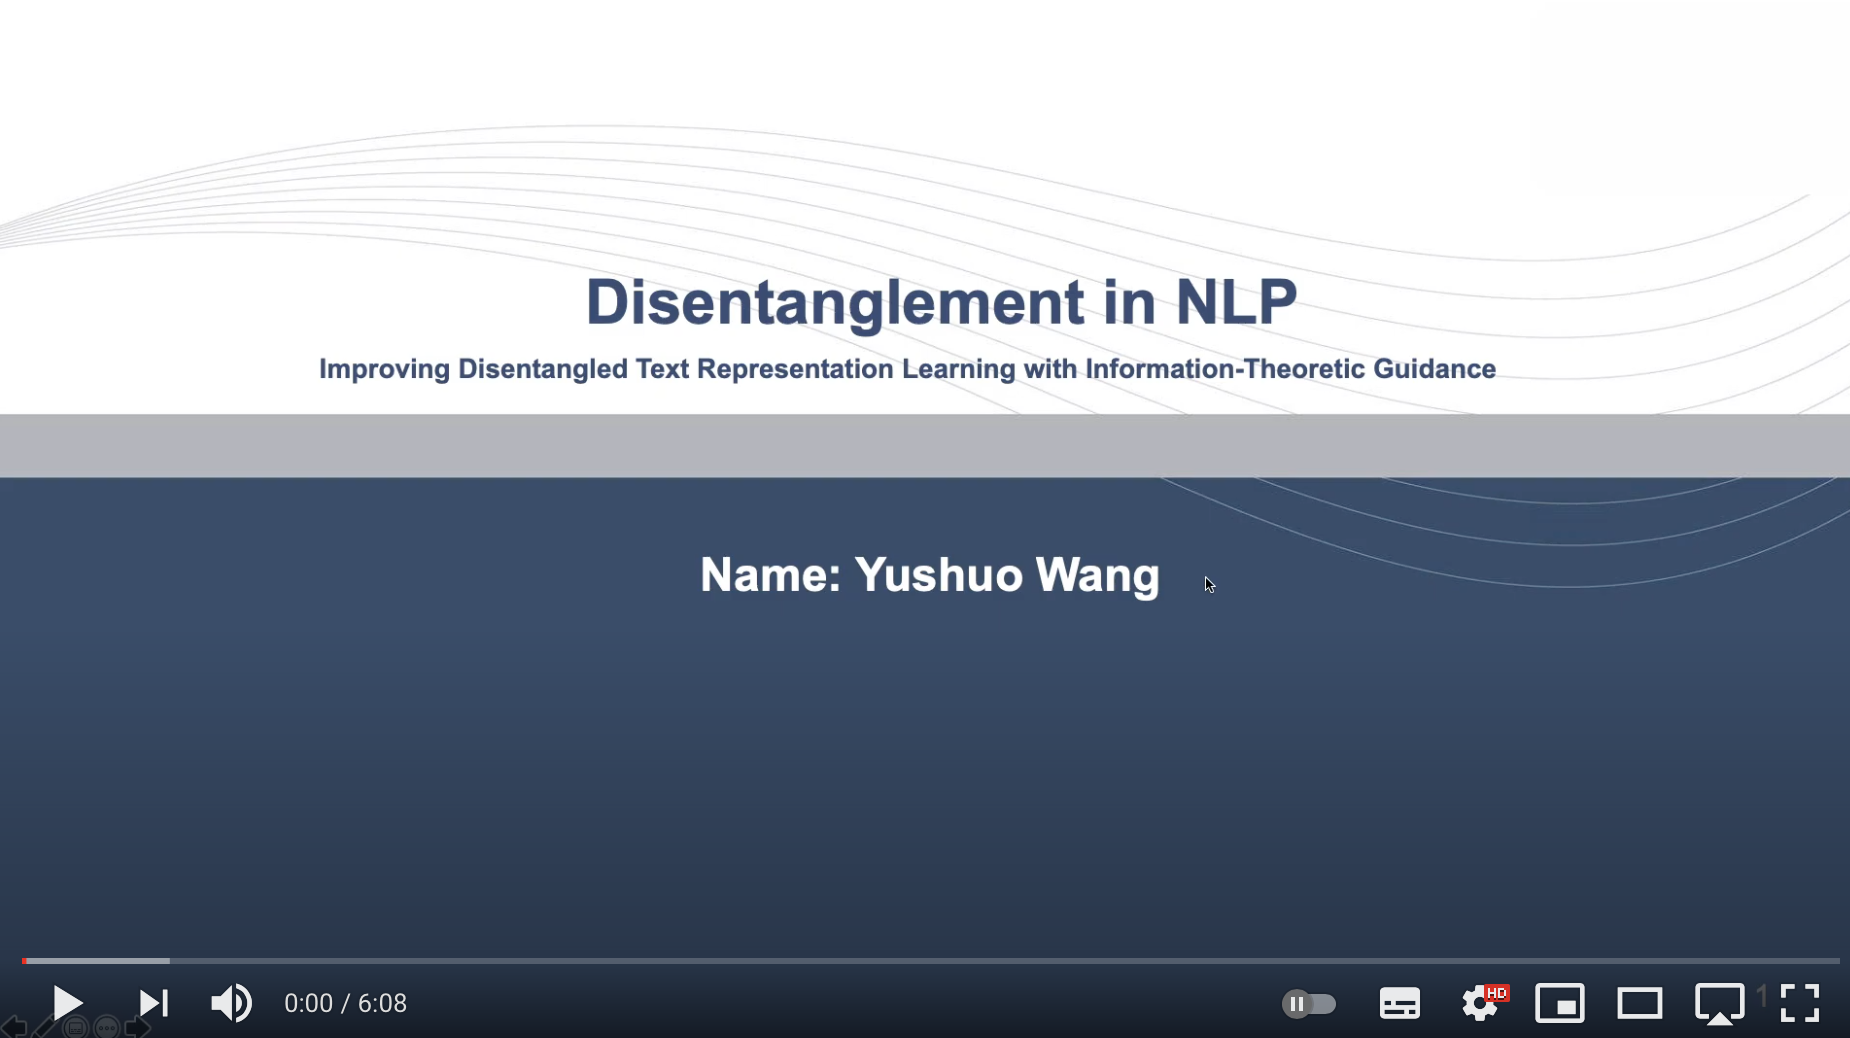 Disentanglement in NLP
Improving Disentangled Text Representation Learning with Information-Theoretic Guidance
Name: Yushuo Wang
0:00 / 6:08
HD
1